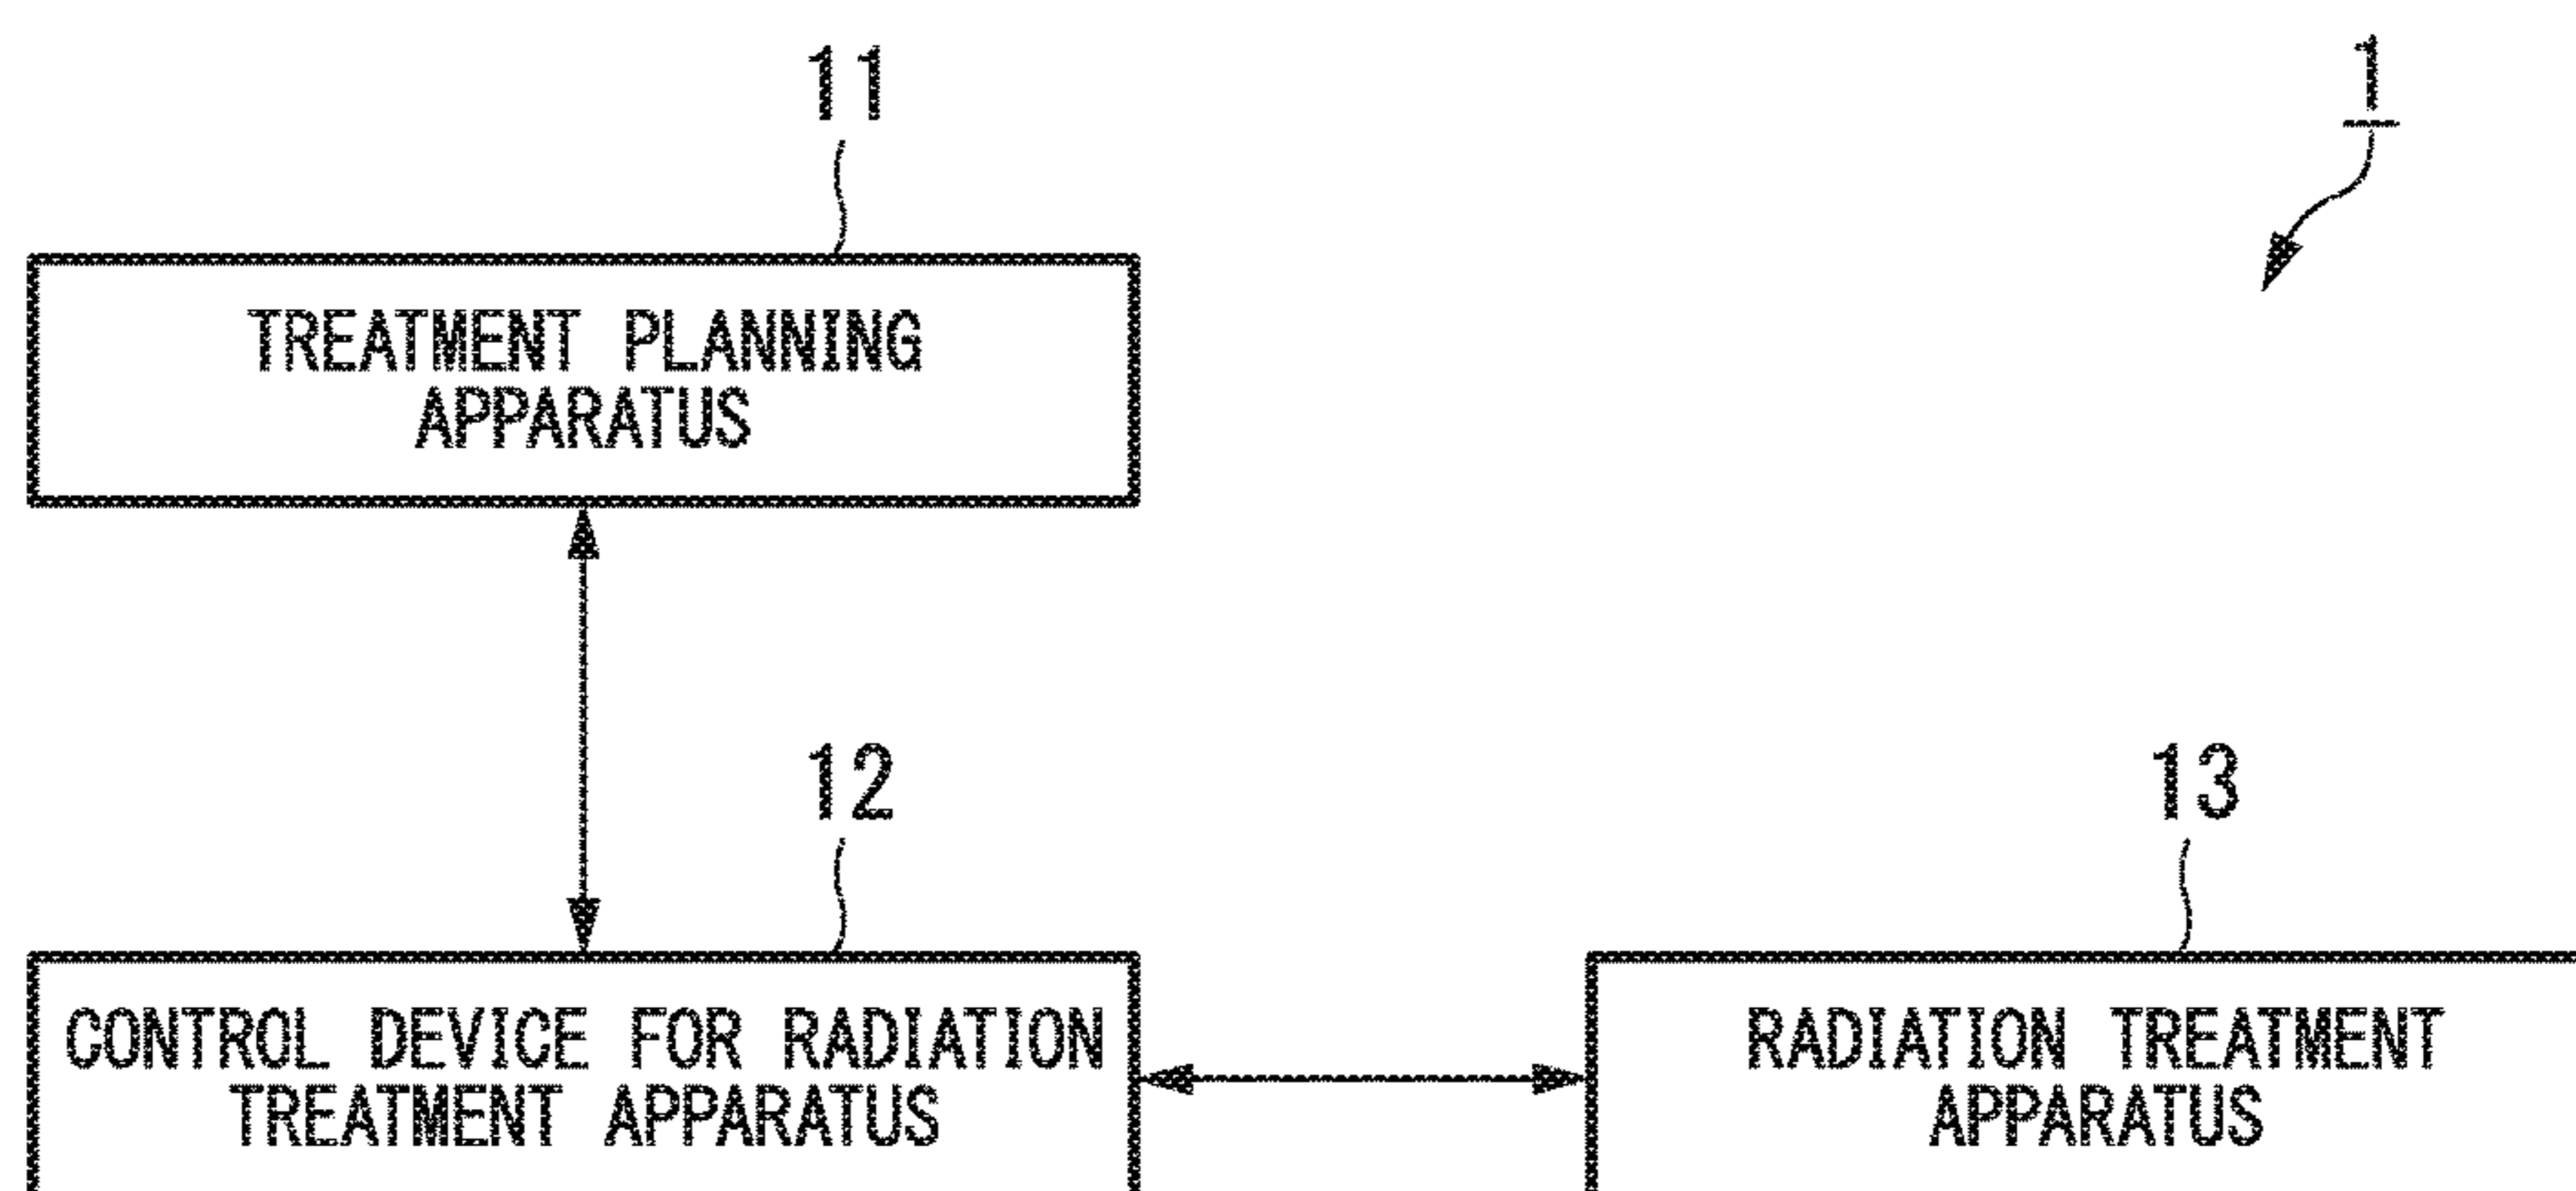 11
1
TREATMENT PLANNING
APPARATUS
12
13
CONTROL DEVICE FOR RADIATION
TREATMENT APPARATUS
RADIATION TREATMENT
APPARATUS